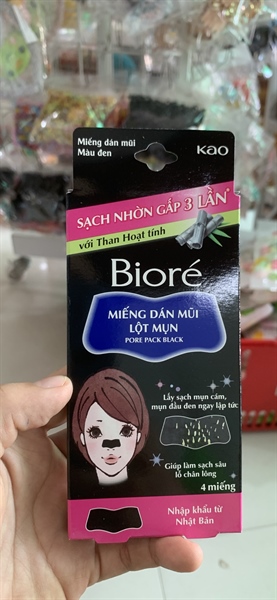 Miếng dán mũi
Màu đen
Kao
SẠCH NHỜN GẤP 3 LẦN*
với Than Hoạt tính
Bioré
MIẾNG DÁN MŨI
LỘT MỤN
PORE PACK BLACK
Lấy sạch mụn cám,
mụn đầu đen ngay lập tức
Giúp làm sạch sâu
lỗ chân lông
4 miếng
Nhập khẩu từ
Nhật Bản